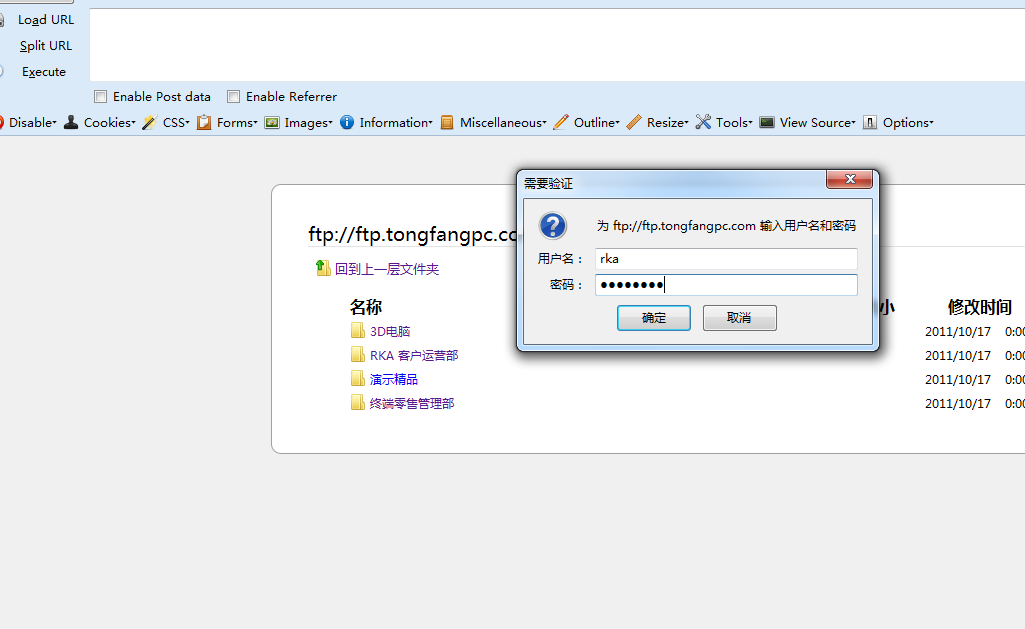 Load URL
Split URL
Execute
Enable Post data Enable Referrer
Disable Cookies CSS Forms Images Information Miscellaneous Outline Resize Tools View Source Options
需要验证
为 ftp://ftp.tongfangpc.com 输入用户名和密码
用户名： rka
密码： ●●●●●●●●
确定 取消
ftp://ftp.tongfangpc.co
回到上一层文件夹
名称 小 修改时间
3D电脑 2011/10/17 0:00
RKA 客户运营部 2011/10/17 0:00
演示精品 2011/10/17 0:00
终端零售管理部 2011/10/17 0:00